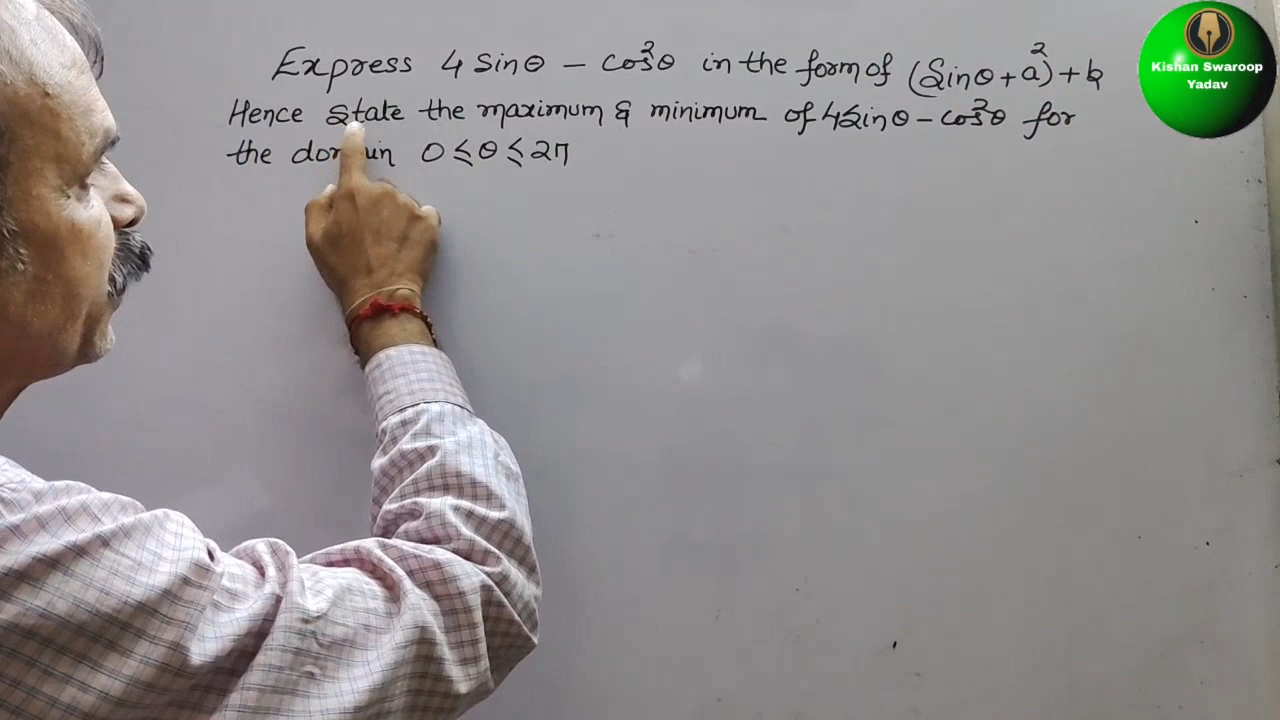 Express 4 Sinθ − cos²θ in the form of (Sinθ + a)² + b
Hence State the maximum & minimum of 4Sinθ − cos²θ for
the domain 0 ≤ θ ≤ 2π
Kishan Swaroop
Yadav